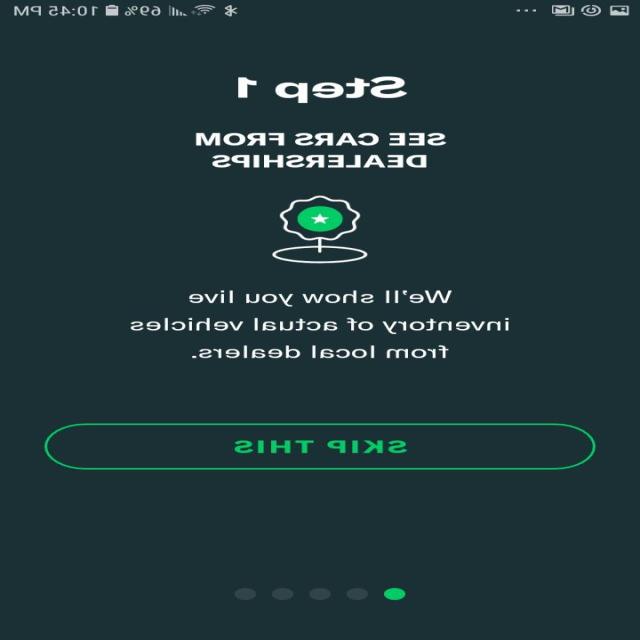 69% 10:45 PM
Step 1
SEE CARS FROM
DEALERSHIPS
We'll show you live
inventory of actual vehicles
from local dealers.
SKIP THIS